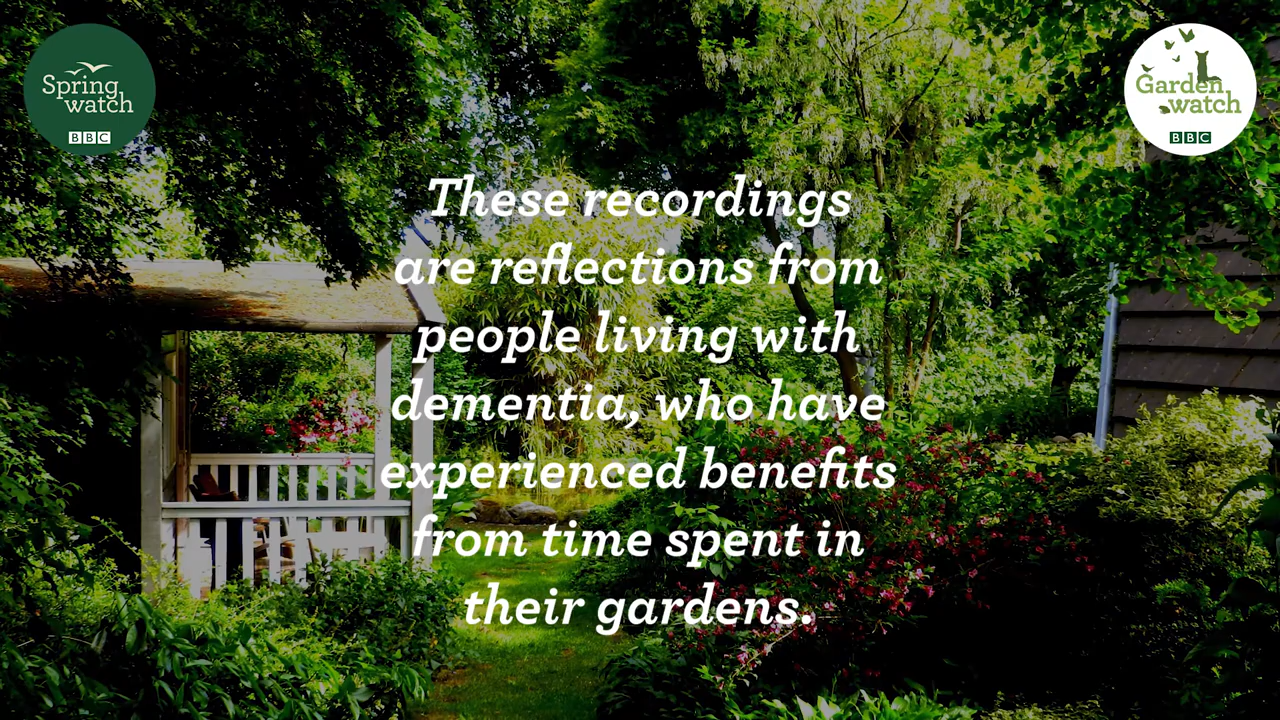 Spring
watch
BBC
Garden
watch
BBC
These recordings
are reflections from
people living with
dementia, who have
experienced benefits
from time spent in
their gardens.